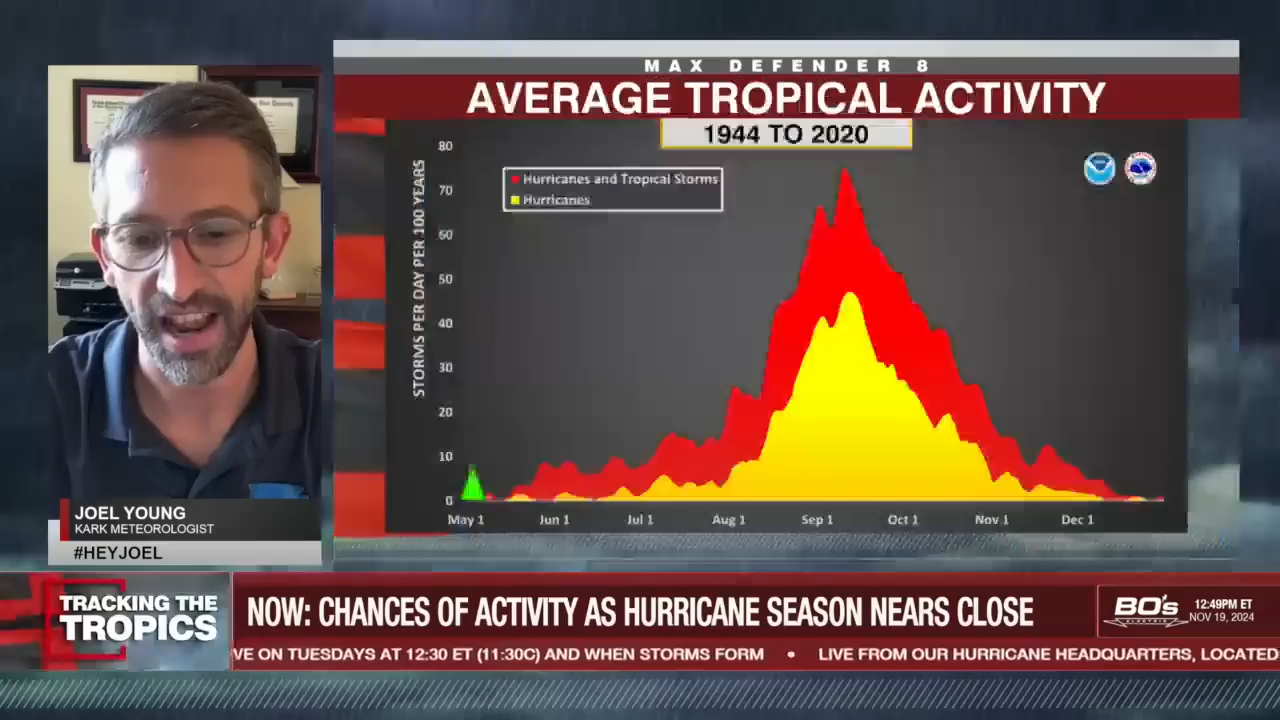 MAX DEFENDER 8
AVERAGE TROPICAL ACTIVITY
1944 TO 2020
STORMS PER DAY PER 100 YEARS
80
70
60
50
40
30
20
10
0
Hurricanes and Tropical Storms
Hurricanes
May 1 Jun 1 Jul 1 Aug 1 Sep 1 Oct 1 Nov 1 Dec 1
JOEL YOUNG
KARK METEOROLOGIST
#HEYJOEL
TRACKING THE
TROPICS
NOW: CHANCES OF ACTIVITY AS HURRICANE SEASON NEARS CLOSE
BO's
ELECTRIC
12:49PM ET
NOV 19, 2024
VE ON TUESDAYS AT 12:30 ET (11:30C) AND WHEN STORMS FORM • LIVE FROM OUR HURRICANE HEADQUARTERS, LOCATED